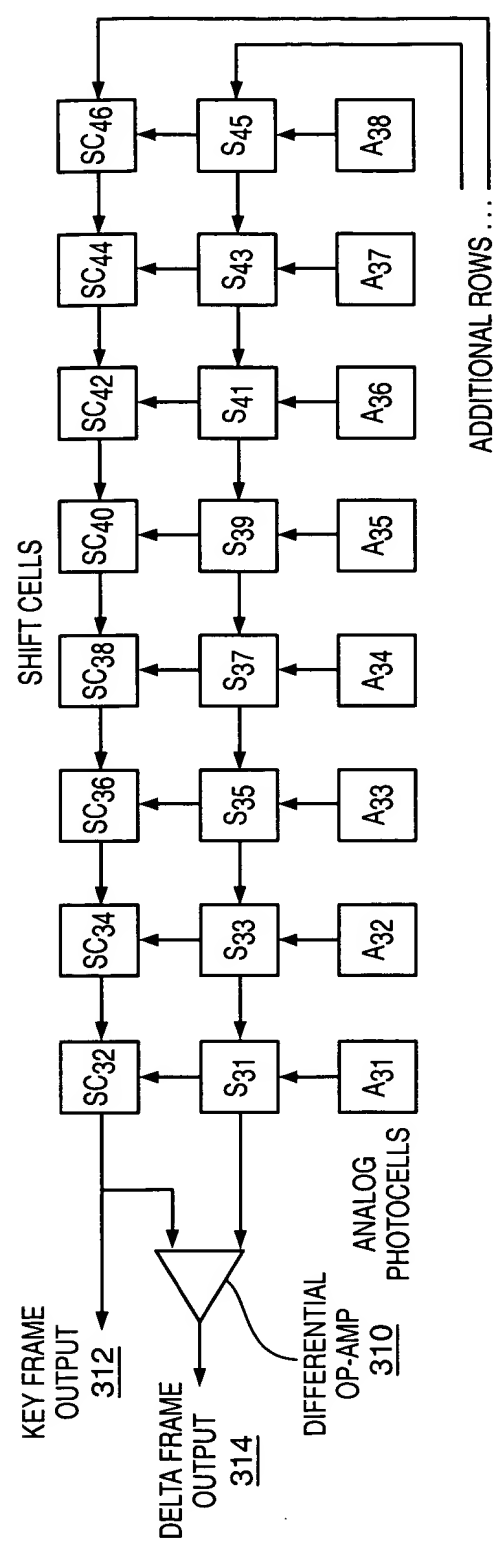 SHIFT CELLS
SC32
SC34
SC36
SC38
SC40
SC42
SC44
SC46
S31
S33
S35
S37
S39
S41
S43
S45
A31
A32
A33
A34
A35
A36
A37
A38
KEY FRAME
OUTPUT
312
DELTA FRAME
OUTPUT
314
DIFFERENTIAL
OP-AMP
310
ANALOG
PHOTOCELLS
ADDITIONAL ROWS ...